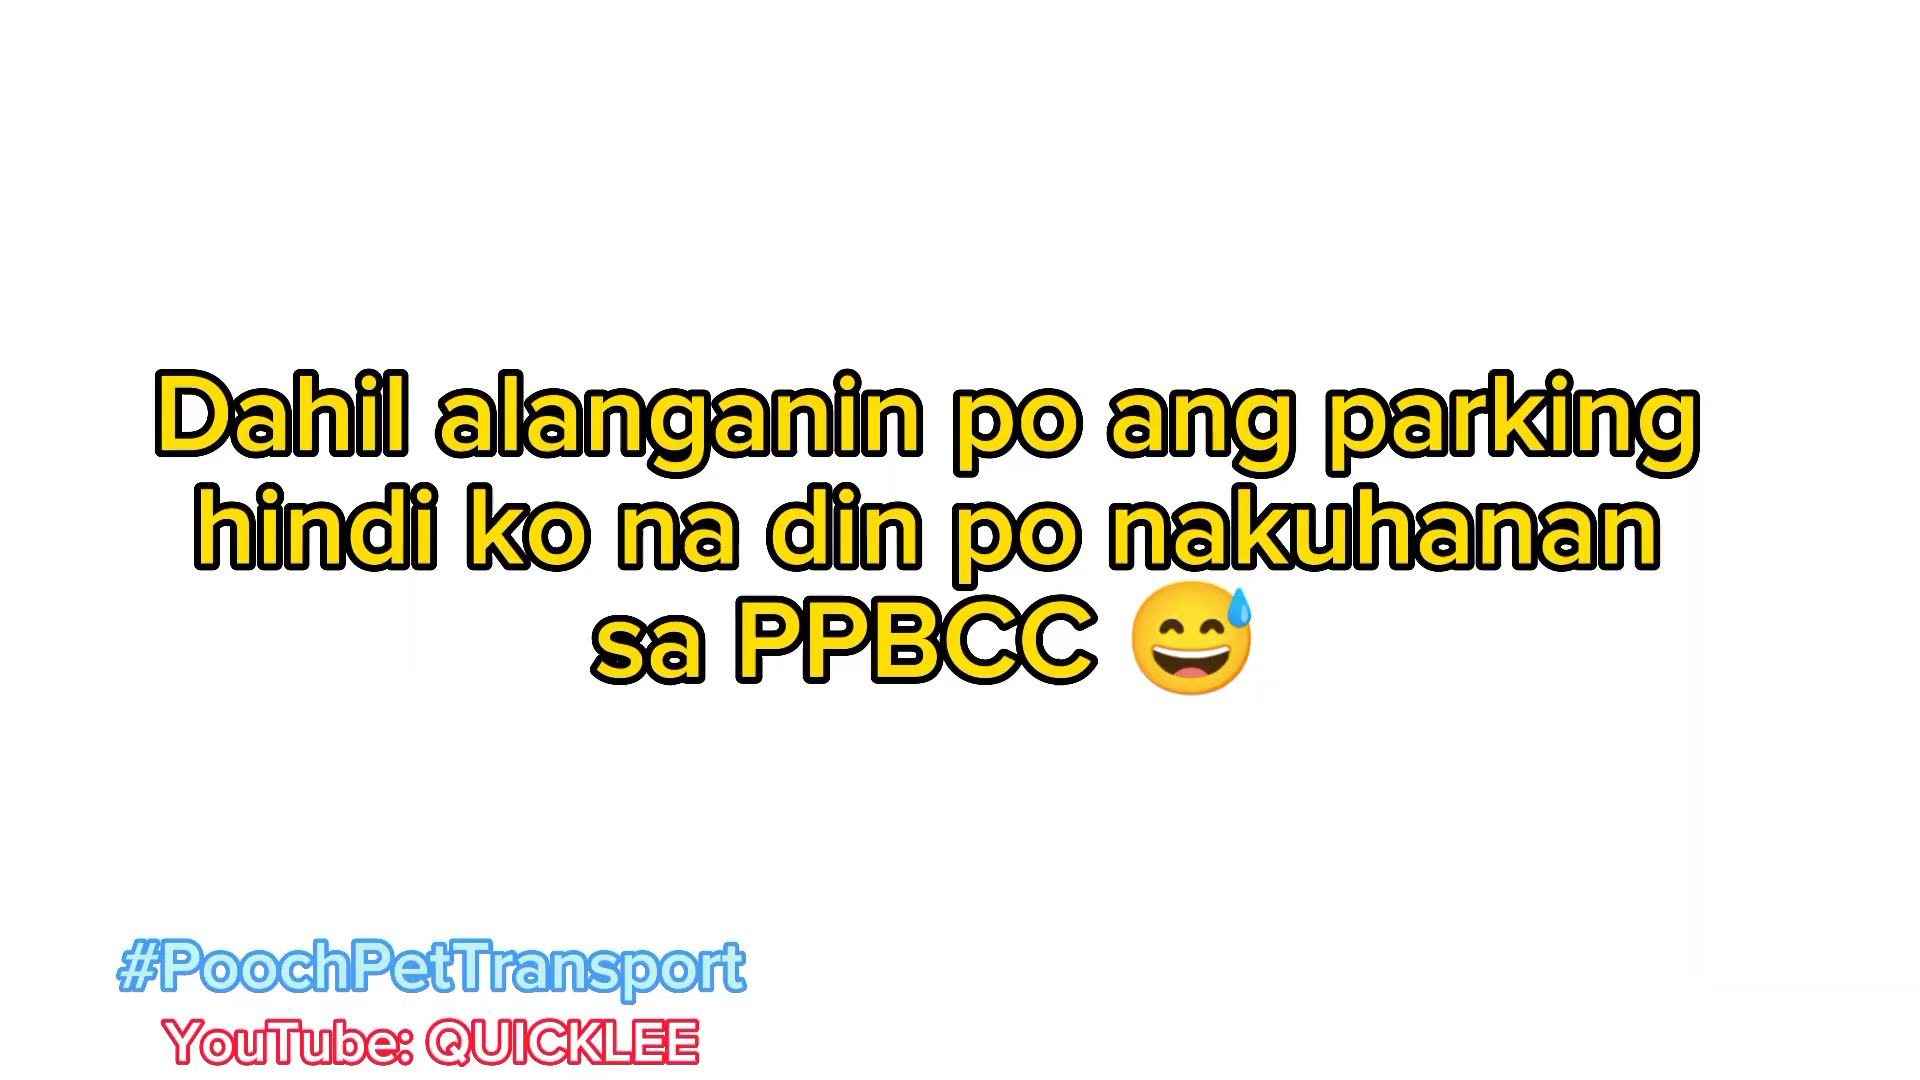 Dahil alanganin po ang parking
hindi ko na din po nakuhanan
sa PPBCC 😅
#PoochPetTransport
YouTube: QUICKLEE